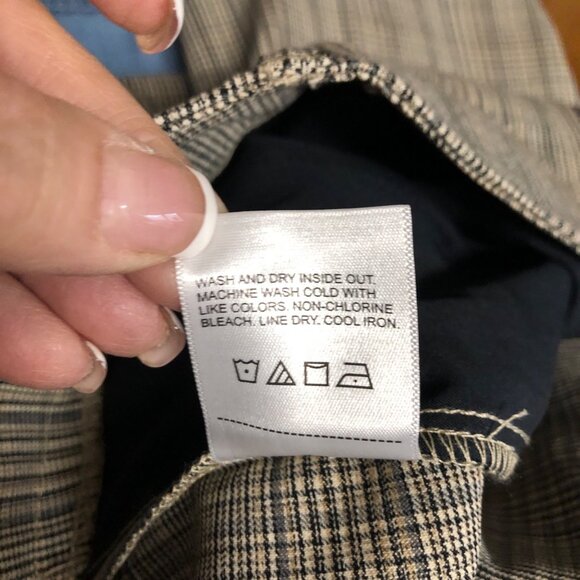 WASH AND DRY INSIDE OUT.
MACHINE WASH COLD WITH
LIKE COLORS. NON-CHLORINE
BLEACH. LINE DRY. COOL IRON.